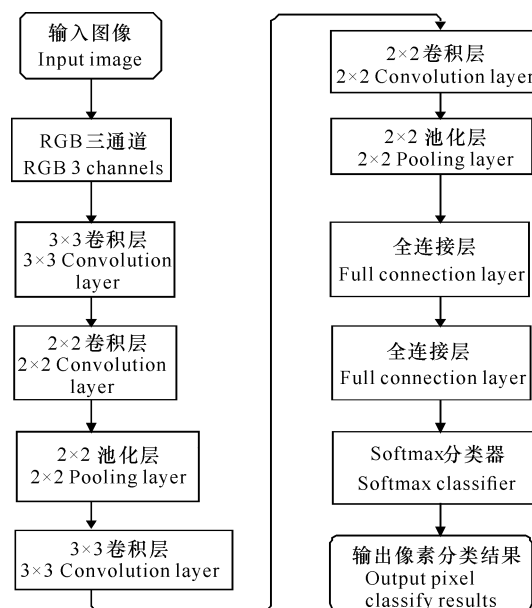 输入图像
Input image
RGB三通道
RGB 3 channels
3×3卷积层
3×3 Convolution
layer
2×2卷积层
2×2 Convolution
layer
2×2 池化层
2×2 Pooling layer
3×3卷积层
3×3 Convolution layer
2×2卷积层
2×2 Convolution layer
2×2 池化层
2×2 Pooling layer
全连接层
Full connection layer
全连接层
Full connection layer
Softmax分类器
Softmax classifier
输出像素分类结果
Output pixel
classify results